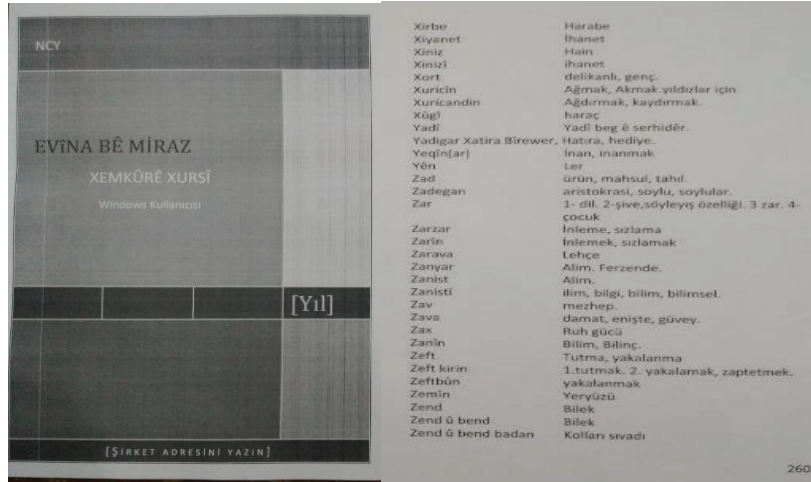 NCY
EVîNA BÊ MİRAZ
XEMKÛRÊ XURSÎ
Windows Kullanıcısı
[Yıl]
[ŞİRKET ADRESİNİ YAZIN]
Xirbe Harabe
Xiyanet İhanet
Xiniz Hain
Xinizî ihanet
Xort delikanlı, genç.
Xuricîn Ağmak, Akmak.yıldızlar için
Xuricandin Ağdırmak, kaydırmak.
Xûgî haraç
Yadî Yadî beg ê serhidêr.
Yadigar Xatira Bîrewer, Hatıra, hediye.
Yeqîn(ar) İnan, inanmak
Yên Ler
Zad ürün, mahsul, tahıl.
Zadegan aristokrasi, soylu, soylular.
Zar 1- dil. 2-şive,söyleyiş özelliği. 3 zar. 4-
çocuk
Zarzar İnleme, sızlama
Zarîn İnlemek, sızlamak
Zarava Lehçe
Zanyar Alim. Ferzende.
Zanist Alim.
Zanistî ilim, bilgi, bilim, bilimsel.
Zav mezhep.
Zava damat, enişte, güvey.
Zax Ruh gücü
Zanîn Bilim, Bilinç.
Zeft Tutma, yakalanma
Zeft kirin 1.tutmak. 2. yakalamak, zaptetmek.
Zeftbûn yakalanmak
Zemîn Yeryüzü
Zend Bilek
Zend û bend Bilek
Zend û bend badan Kolları sıvadı
260